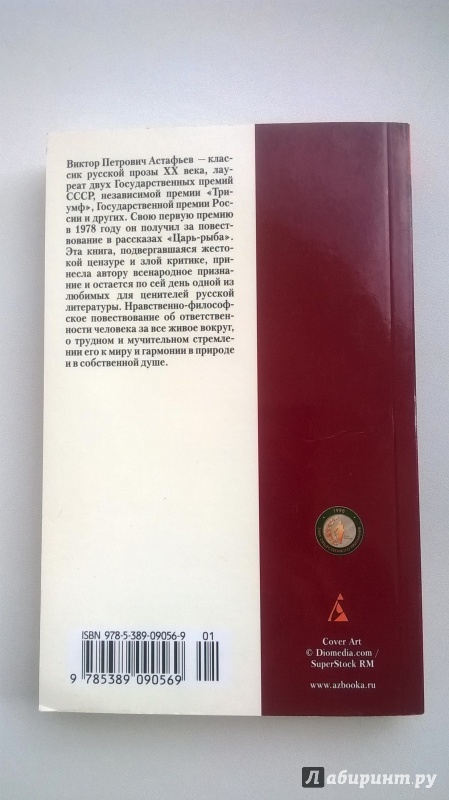 Виктор Петрович Астафьев — клас-
сик русской прозы XX века, лау-
реат двух Государственных премий
СССР, независимой премии «Три-
умф», Государственной премии Рос-
сии и других. Свою первую премию
в 1978 году он получил за повест-
вование в рассказах «Царь-рыба».
Эта книга, подвергавшаяся жесто-
кой цензуре и злой критике, при-
несла автору всенародное призна-
ние и остается по сей день одной из
любимых для ценителей русской
литературы. Нравственно-философ-
ское повествование об ответствен-
ности человека за все живое вокруг,
о трудном и мучительном стремле-
нии его к миру и гармонии в природе
и в собственной душе.
1990
Cover Art
© Diomedia.com /
SuperStock RM
www.azbooka.ru
ISBN 978-5-389-09056-9
01
9 785389 090569
Лабиринт.ру